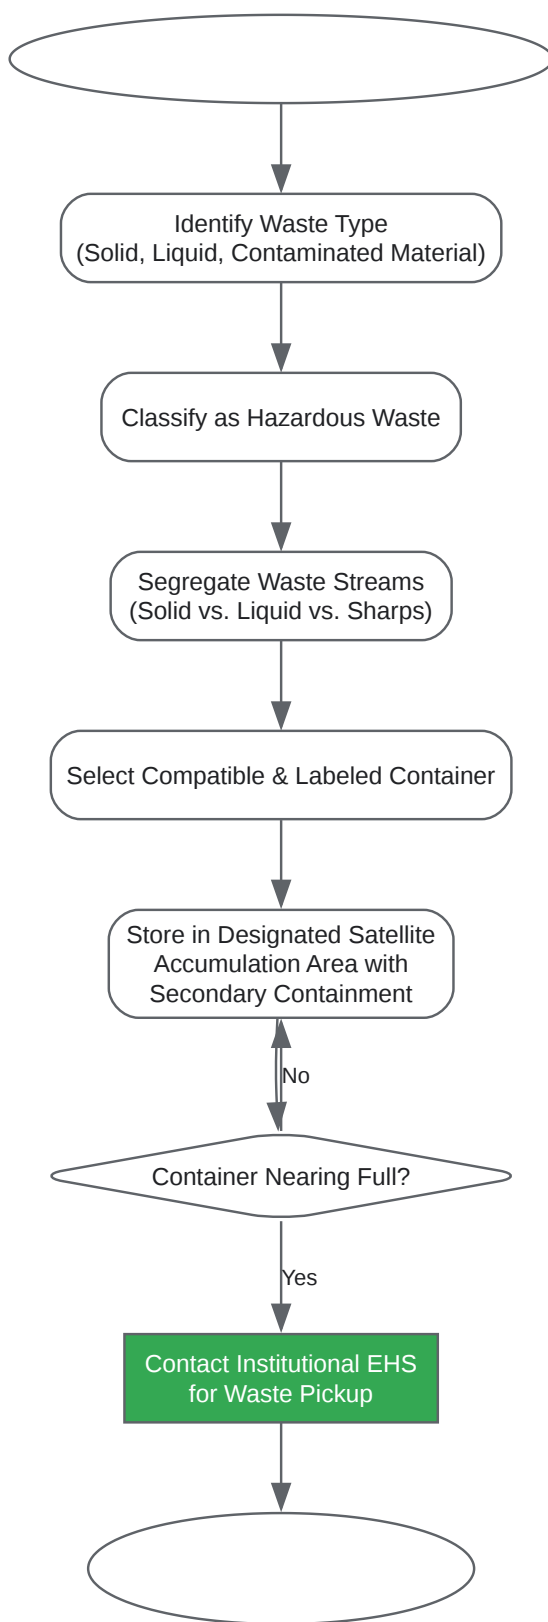 Identify Waste Type
(Solid, Liquid, Contaminated Material)
Classify as Hazardous Waste
Segregate Waste Streams
(Solid vs. Liquid vs. Sharps)
Select Compatible & Labeled Container
Store in Designated Satellite
Accumulation Area with
Secondary Containment
No
Container Nearing Full?
Yes
Contact Institutional EHS
for Waste Pickup